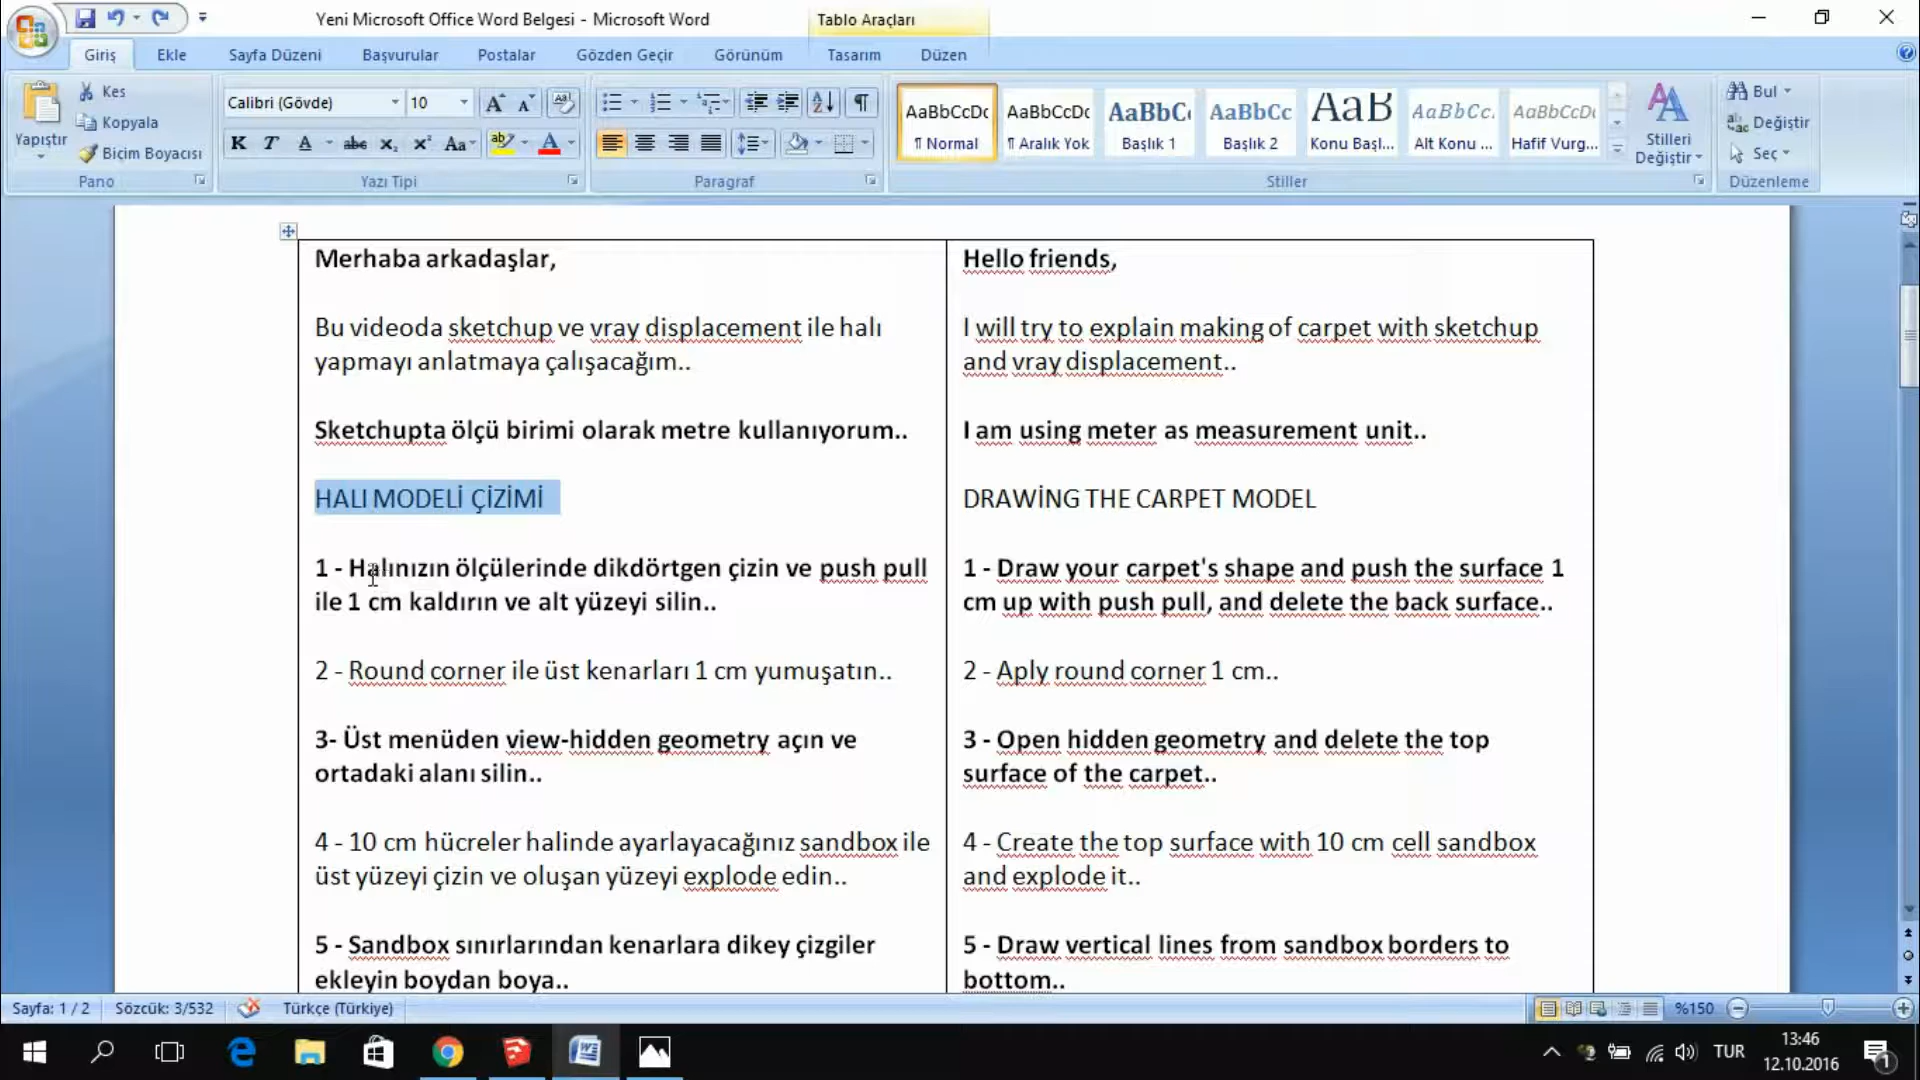 Yeni Microsoft Office Word Belgesi - Microsoft Word
Tablo Araçları
Giriş Ekle Sayfa Düzeni Başvurular Postalar Gözden Geçir Görünüm Tasarım Düzen
Yapıştır
Kes
Kopyala
Biçim Boyacısı
Pano
Calibri (Gövde) 10
K T A abe x₂ x² Aa
Yazı Tipi
Paragraf
AaBbCcDc AaBbCcDc AaBbC AaBbCc AaB AaBbCc. AaBbCcDc
¶ Normal ¶ Aralık Yok Başlık 1 Başlık 2 Konu Başl... Alt Konu ... Hafif Vurg...
Stilleri
Değiştir
Stiller
Bul
Değiştir
Seç
Düzenleme
Merhaba arkadaşlar,
Bu videoda sketchup ve vray displacement ile halı
yapmayı anlatmaya çalışacağım..
Sketchupta ölçü birimi olarak metre kullanıyorum..
HALI MODELİ ÇİZİMİ
1 - Halınızın ölçülerinde dikdörtgen çizin ve push pull
ile 1 cm kaldırın ve alt yüzeyi silin..
2 - Round corner ile üst kenarları 1 cm yumuşatın..
3- Üst menüden view-hidden geometry açın ve
ortadaki alanı silin..
4 - 10 cm hücreler halinde ayarlayacağınız sandbox ile
üst yüzeyi çizin ve oluşan yüzeyi explode edin..
5 - Sandbox sınırlarından kenarlara dikey çizgiler
ekleyin boydan boya..
Hello friends,
I will try to explain making of carpet with sketchup
and vray displacement..
I am using meter as measurement unit..
DRAWİNG THE CARPET MODEL
1 - Draw your carpet's shape and push the surface 1
cm up with push pull, and delete the back surface..
2 - Aply round corner 1 cm..
3 - Open hidden geometry and delete the top
surface of the carpet..
4 - Create the top surface with 10 cm cell sandbox
and explode it..
5 - Draw vertical lines from sandbox borders to
bottom..
Sayfa: 1 / 2 Sözcük: 3/532 Türkçe (Türkiye) %150
TUR
13:46
12.10.2016
1